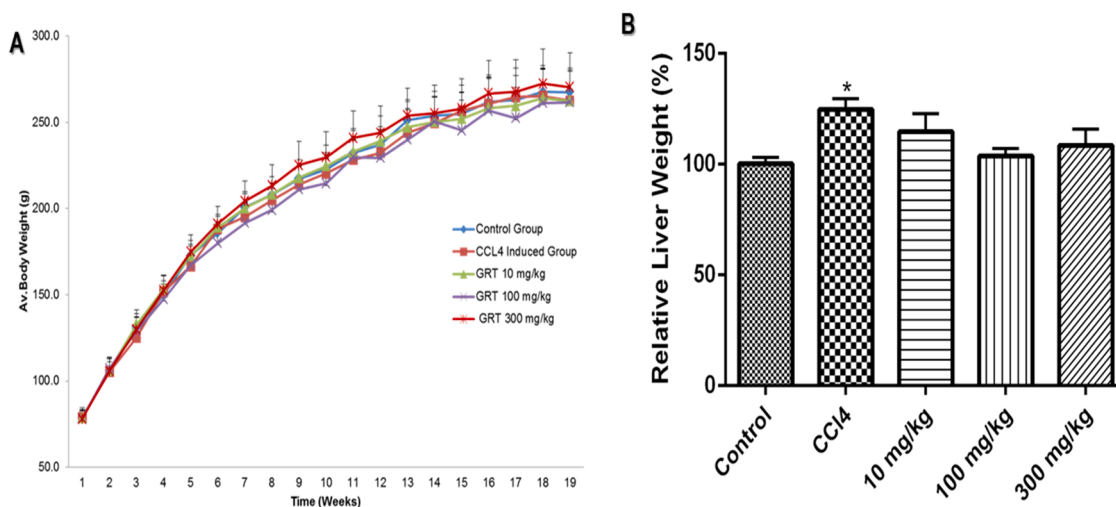 A
300.0
250.0
200.0
150.0
100.0
50.0
Av. Body Weight (g)
Control Group
CCL4 Induced Group
GRT 10 mg/kg
GRT 100 mg/kg
GRT 300 mg/kg
1 2 3 4 5 6 7 8 9 10 11 12 13 14 15 16 17 18 19
Time (Weeks)
B
Relative Liver Weight (%)
150
100
50
0
*
Control
CCl4
10 mg/kg
100 mg/kg
300 mg/kg